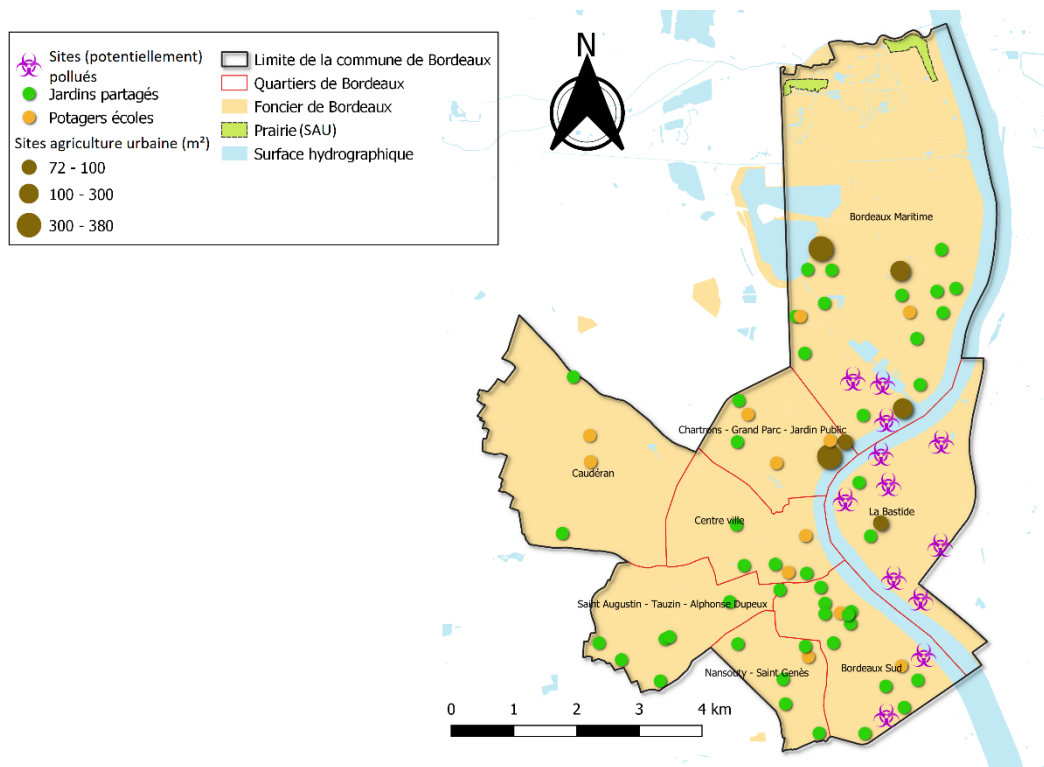 Sites (potentiellement)
pollués
Jardins partagés
Potagers écoles
Sites agriculture urbaine (m²)
72 - 100
100 - 300
300 - 380
Limite de la commune de Bordeaux
Quartiers de Bordeaux
Foncier de Bordeaux
Prairie (SAU)
Surface hydrographique
N
Bordeaux Maritime
Chartrons - Grand Parc - Jardin Public
Caudéran
Centre ville
La Bastide
Saint Augustin - Tauzin - Alphonse Dupeux
Nansouty - Saint Genès
Bordeaux Sud
0 1 2 3 4 km